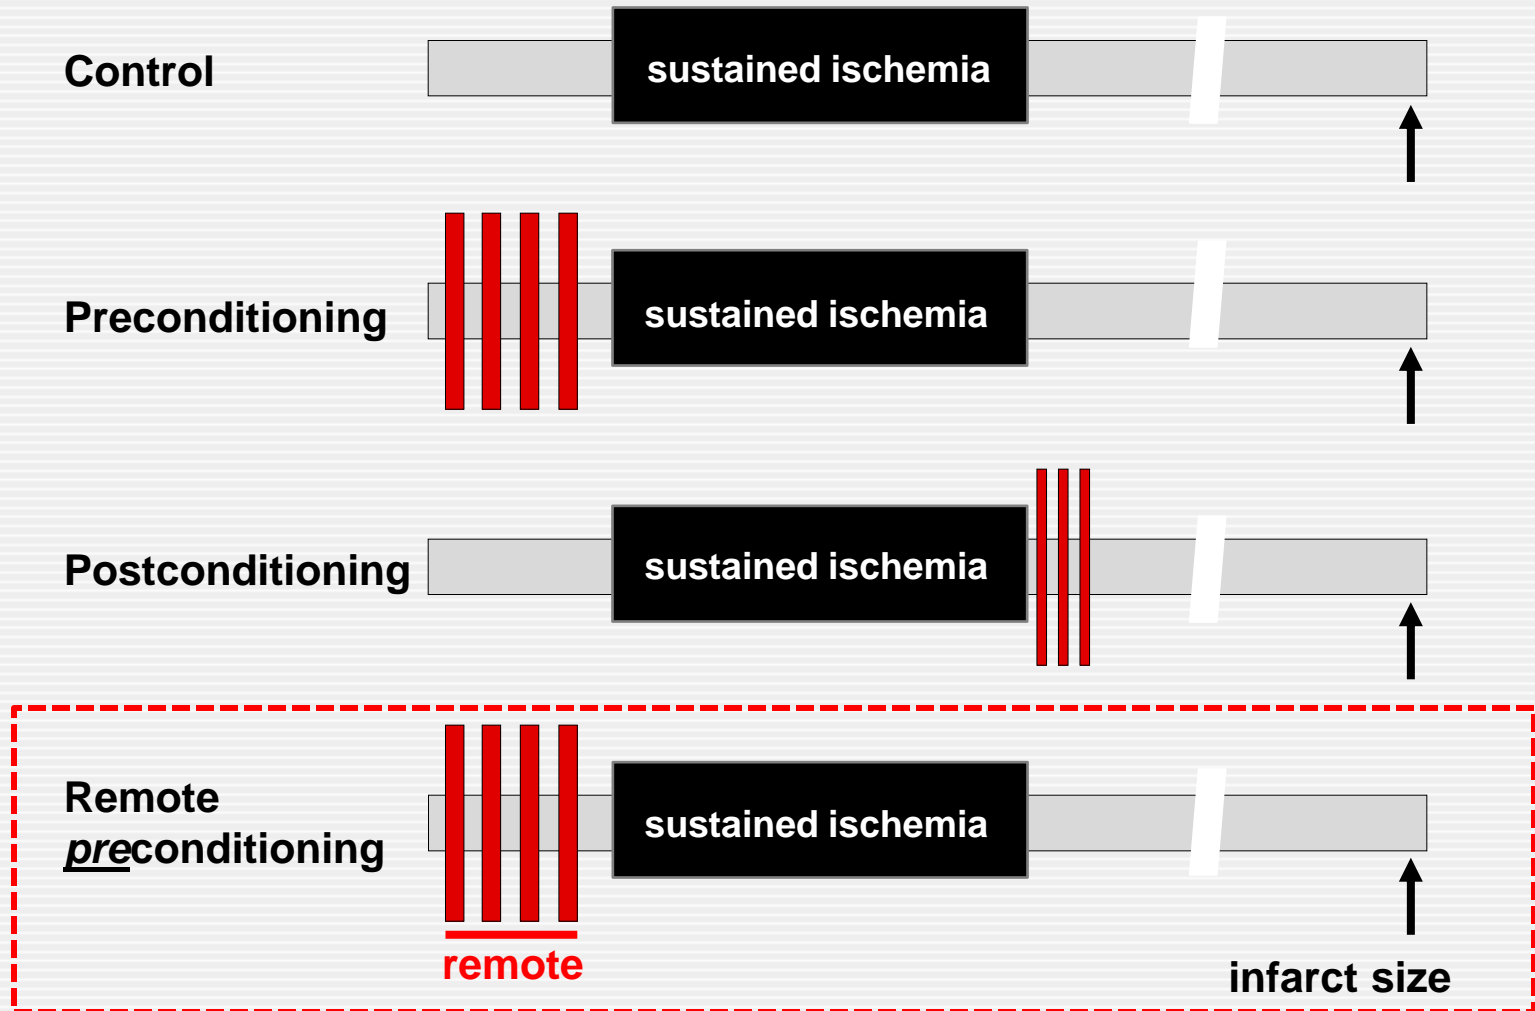 Control
sustained ischemia
Preconditioning
sustained ischemia
Postconditioning
sustained ischemia
Remote
preconditioning
sustained ischemia
remote
infarct size